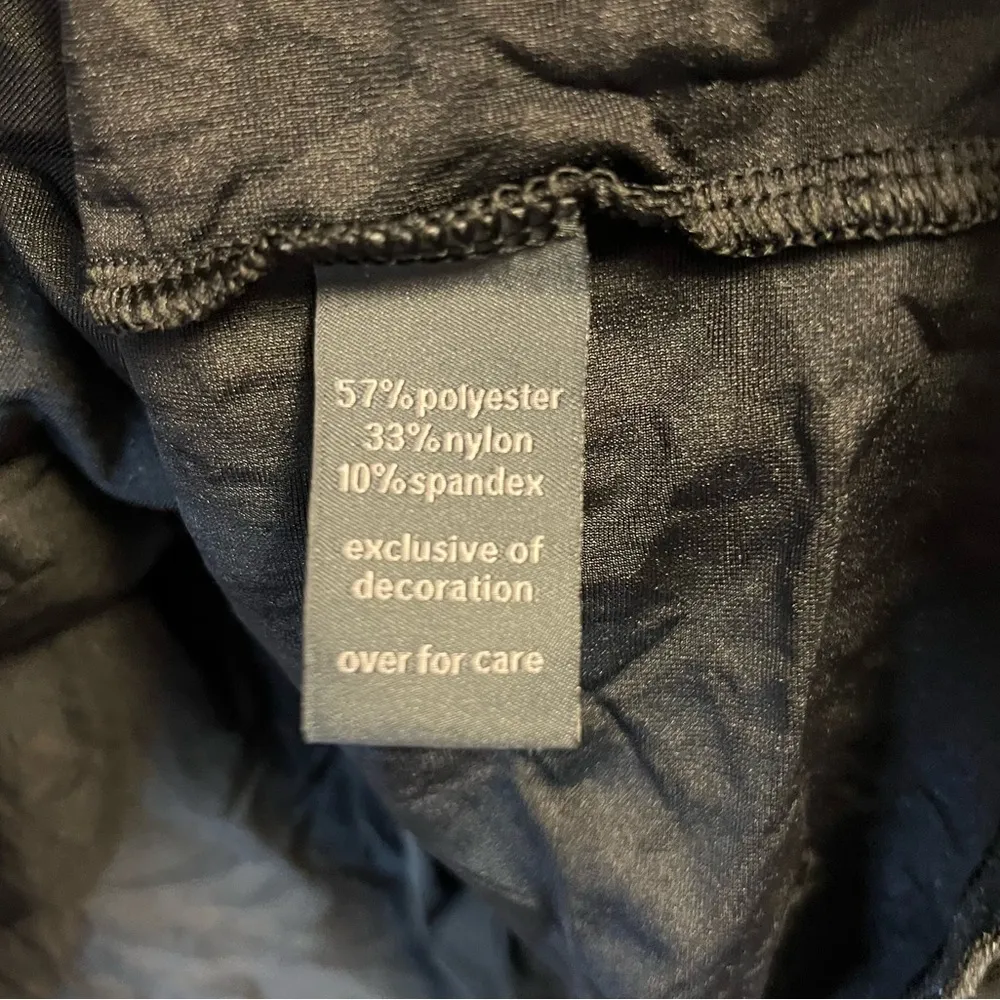 57% polyester
33% nylon
10% spandex
exclusive of
decoration
over for care